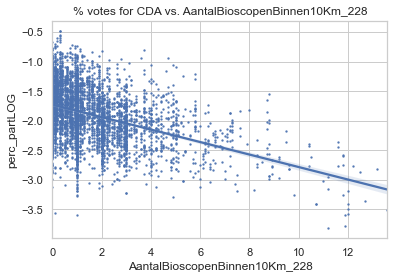 % votes for CDA vs. AantalBioscopenBinnen10Km_228
−0.5
−1.0
−1.5
−2.0
−2.5
−3.0
−3.5
perc_partLOG
0 2 4 6 8 10 12
AantalBioscopenBinnen10Km_228